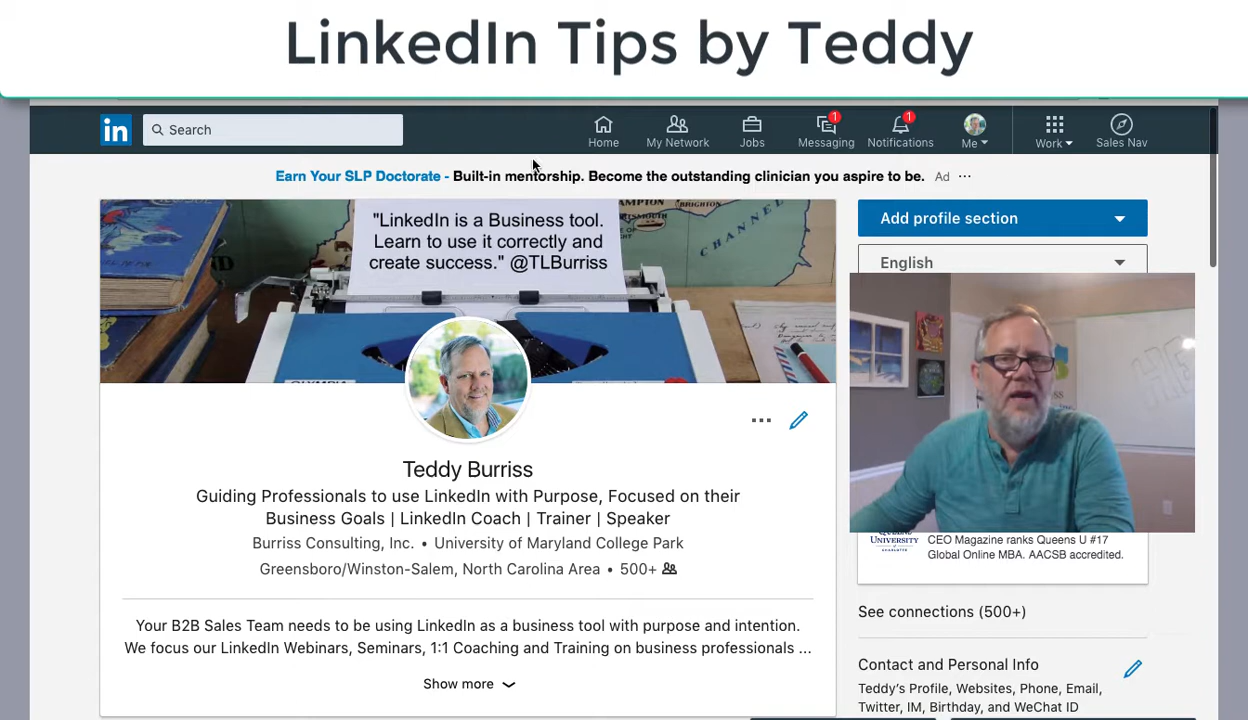 LinkedIn Tips by Teddy
in
Search
Home
My Network
Jobs
1
Messaging
1
Notifications
Me
Work
Sales Nav
Earn Your SLP Doctorate - Built-in mentorship. Become the outstanding clinician you aspire to be. Ad ...
"LinkedIn is a Business tool.
Learn to use it correctly and
create success." @TLBurriss
CHANNEL
Add profile section
English
Teddy Burriss
Guiding Professionals to use LinkedIn with Purpose, Focused on their
Business Goals | LinkedIn Coach | Trainer | Speaker
Burriss Consulting, Inc. • University of Maryland College Park
Greensboro/Winston-Salem, North Carolina Area • 500+
Your B2B Sales Team needs to be using LinkedIn as a business tool with purpose and intention.
We focus our LinkedIn Webinars, Seminars, 1:1 Coaching and Training on business professionals ...
Show more
UNIVERSITY
CEO Magazine ranks Queens U #17
Global Online MBA. AACSB accredited.
See connections (500+)
Contact and Personal Info
Teddy's Profile, Websites, Phone, Email,
Twitter, IM, Birthday, and WeChat ID